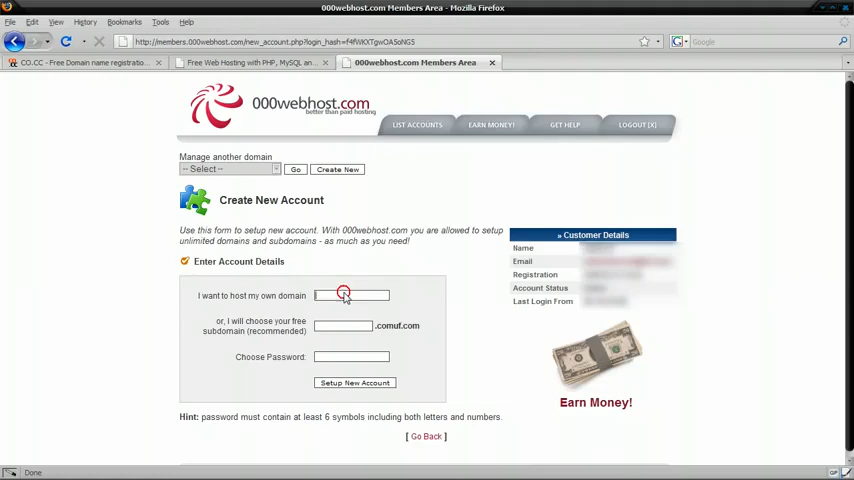 000webhost.com Members Area - Mozilla Firefox
File Edit View History Bookmarks Tools Help
http://members.000webhost.com/new_account.php?login_hash=f4fWKXTgwOA5oNG5
Google
CO.CC - Free Domain name registratio...
Free Web Hosting with PHP, MySQL an ...
000webhost.com Members Area
000webhost.com
better than paid hosting
LIST ACCOUNTS EARN MONEY! GET HELP LOGOUT [X]
Manage another domain
-- Select -- Go Create New
Create New Account
Use this form to setup new account. With 000webhost.com you are allowed to setup
unlimited domains and subdomains - as much as you need!
Enter Account Details
I want to host my own domain
or, I will choose your free
subdomain (recommended) .comuf.com
Choose Password:
Setup New Account
Hint: password must contain at least 6 symbols including both letters and numbers.
[ Go Back ]
» Customer Details
Name
Email
Registration
Account Status
Last Login From
Earn Money!
Done